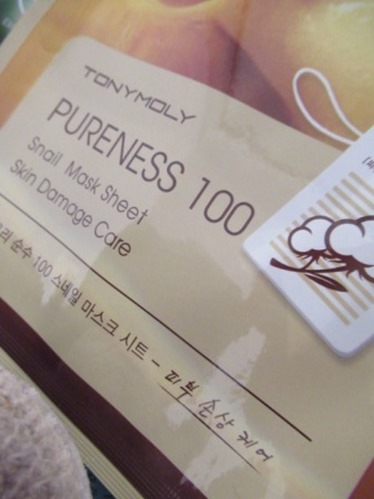 TONYMOLY
PURENESS 100
Snail Mask Sheet
Skin Damage Care
순수 100 스네일 마스크 시트 - 피부 손상 케어